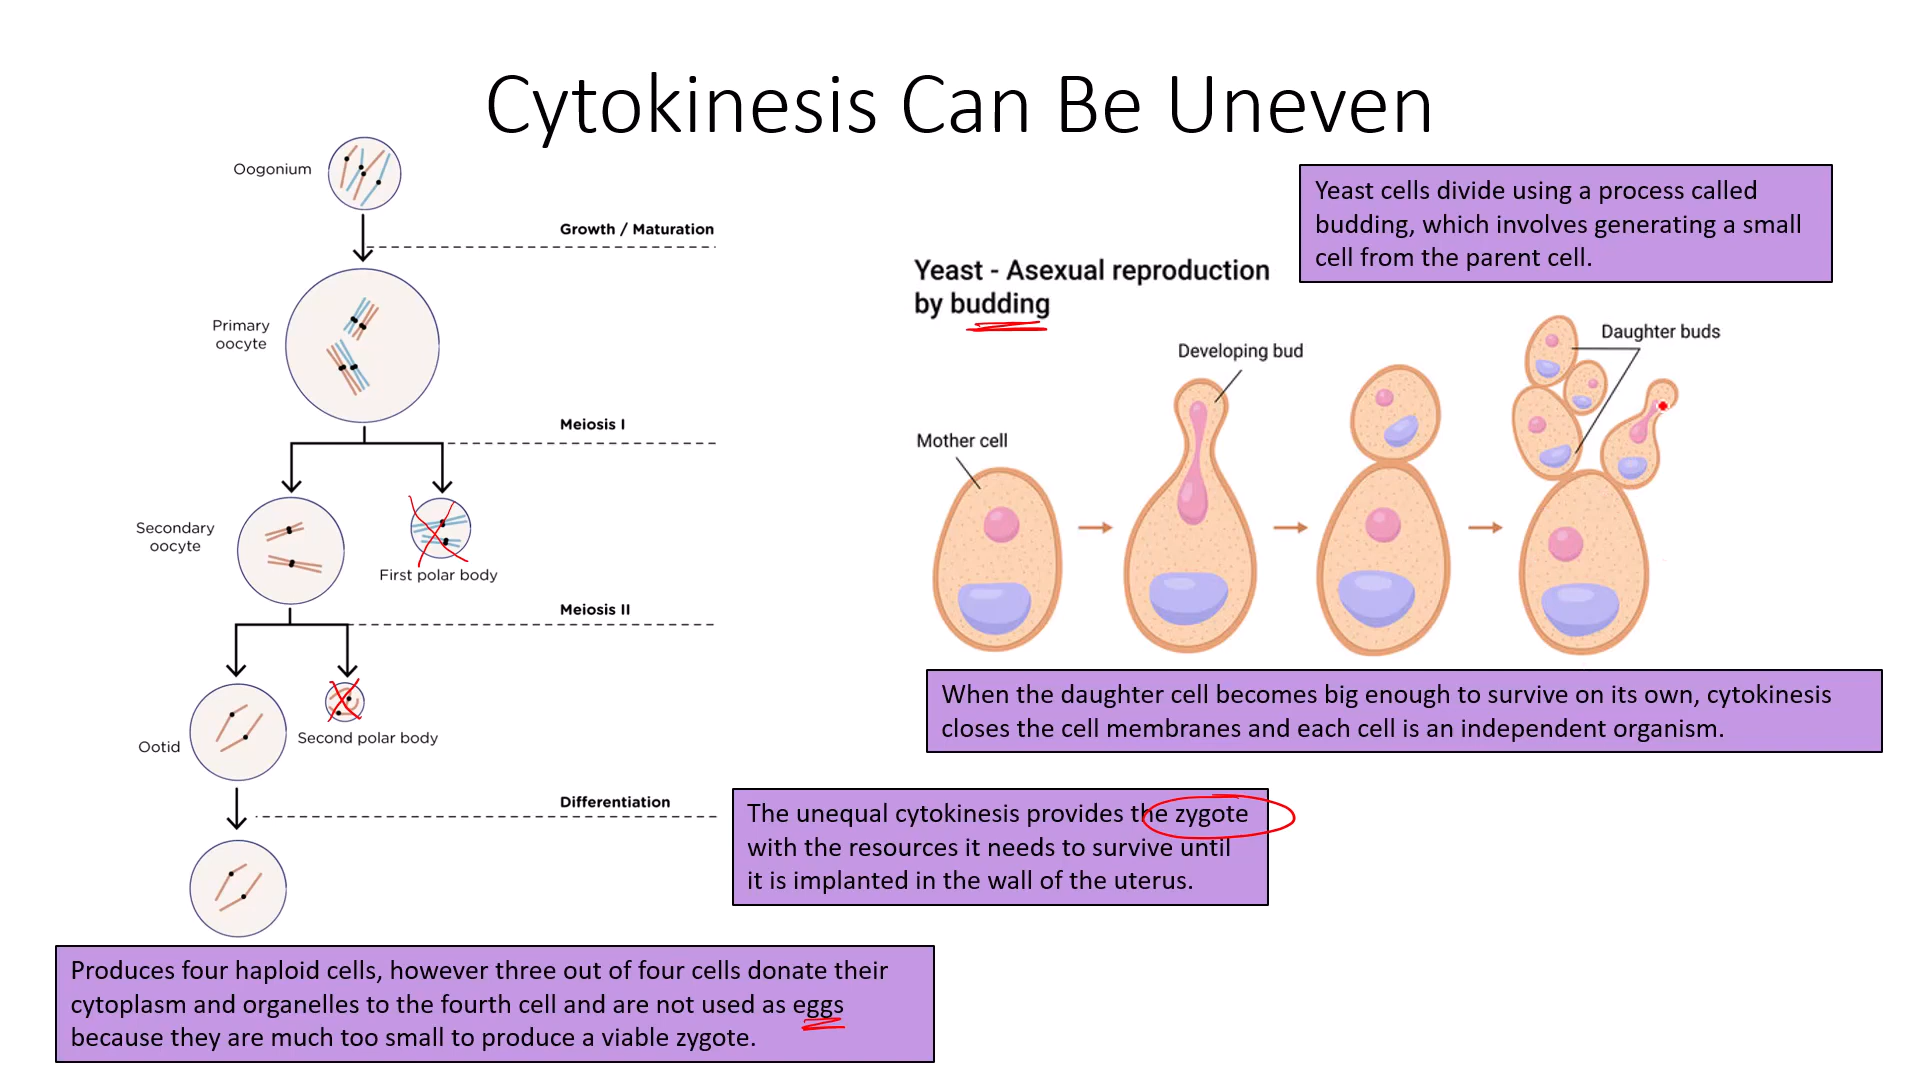 Cytokinesis Can Be Uneven
Oogonium
Growth / Maturation
Primary
oocyte
Meiosis I
Secondary
oocyte
First polar body
Meiosis II
Ootid
Second polar body
Differentiation
Produces four haploid cells, however three out of four cells donate their
cytoplasm and organelles to the fourth cell and are not used as eggs
because they are much too small to produce a viable zygote.
The unequal cytokinesis provides the zygote
with the resources it needs to survive until
it is implanted in the wall of the uterus.
Yeast cells divide using a process called
budding, which involves generating a small
cell from the parent cell.
Yeast - Asexual reproduction
by budding
Mother cell
Developing bud
Daughter buds
When the daughter cell becomes big enough to survive on its own, cytokinesis
closes the cell membranes and each cell is an independent organism.